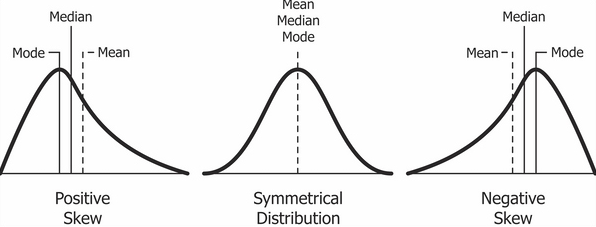 Median
Mode
Mean
Positive
Skew
Mean
Median
Mode
Symmetrical
Distribution
Median
Mean
Mode
Negative
Skew